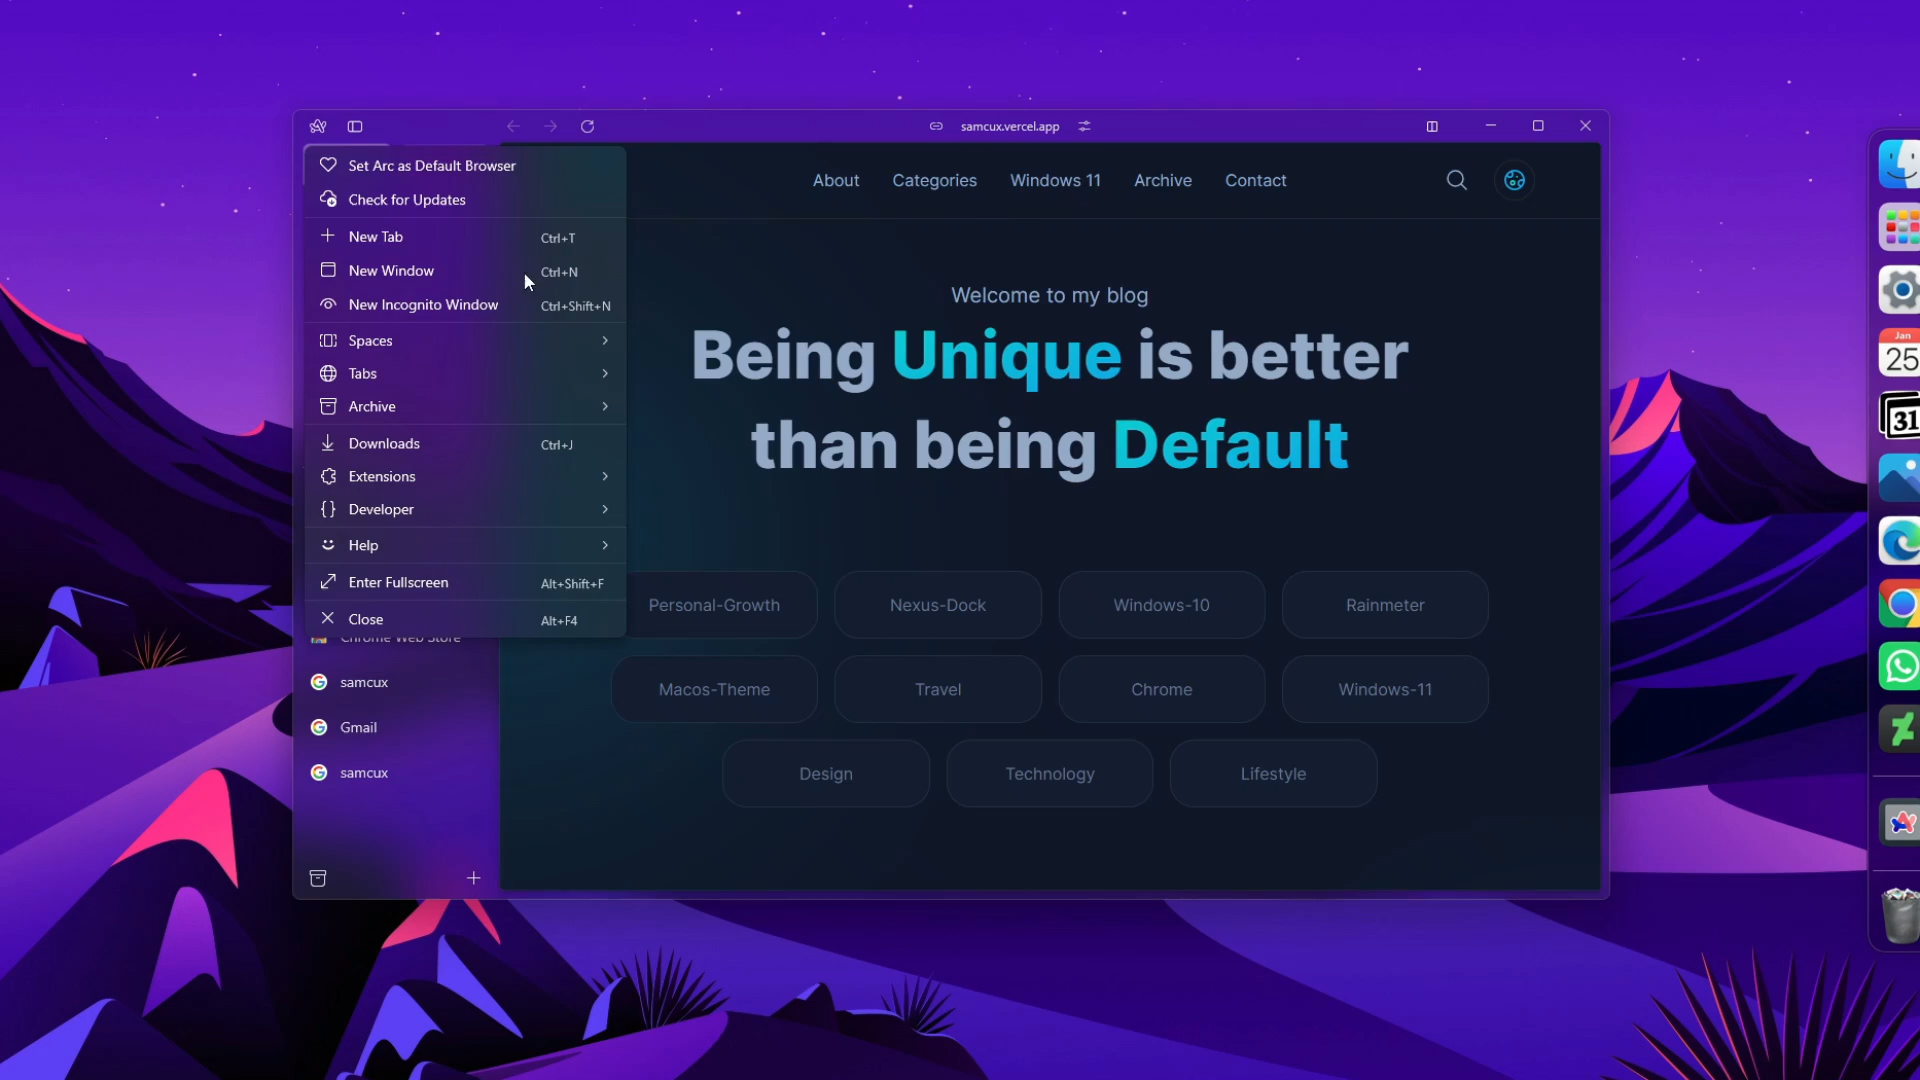 samcux.vercel.app
Set Arc as Default Browser
Check for Updates
New Tab Ctrl+T
New Window Ctrl+N
New Incognito Window Ctrl+Shift+N
Spaces
Tabs
Archive
Downloads Ctrl+J
Extensions
Developer
Help
Enter Fullscreen Alt+Shift+F
Close Alt+F4
Chrome Web Store
samcux
Gmail
samcux
About Categories Windows 11 Archive Contact
Welcome to my blog
Being Unique is better
than being Default
Personal-Growth Nexus-Dock Windows-10 Rainmeter
Macos-Theme Travel Chrome Windows-11
Design Technology Lifestyle
Jan
25
31